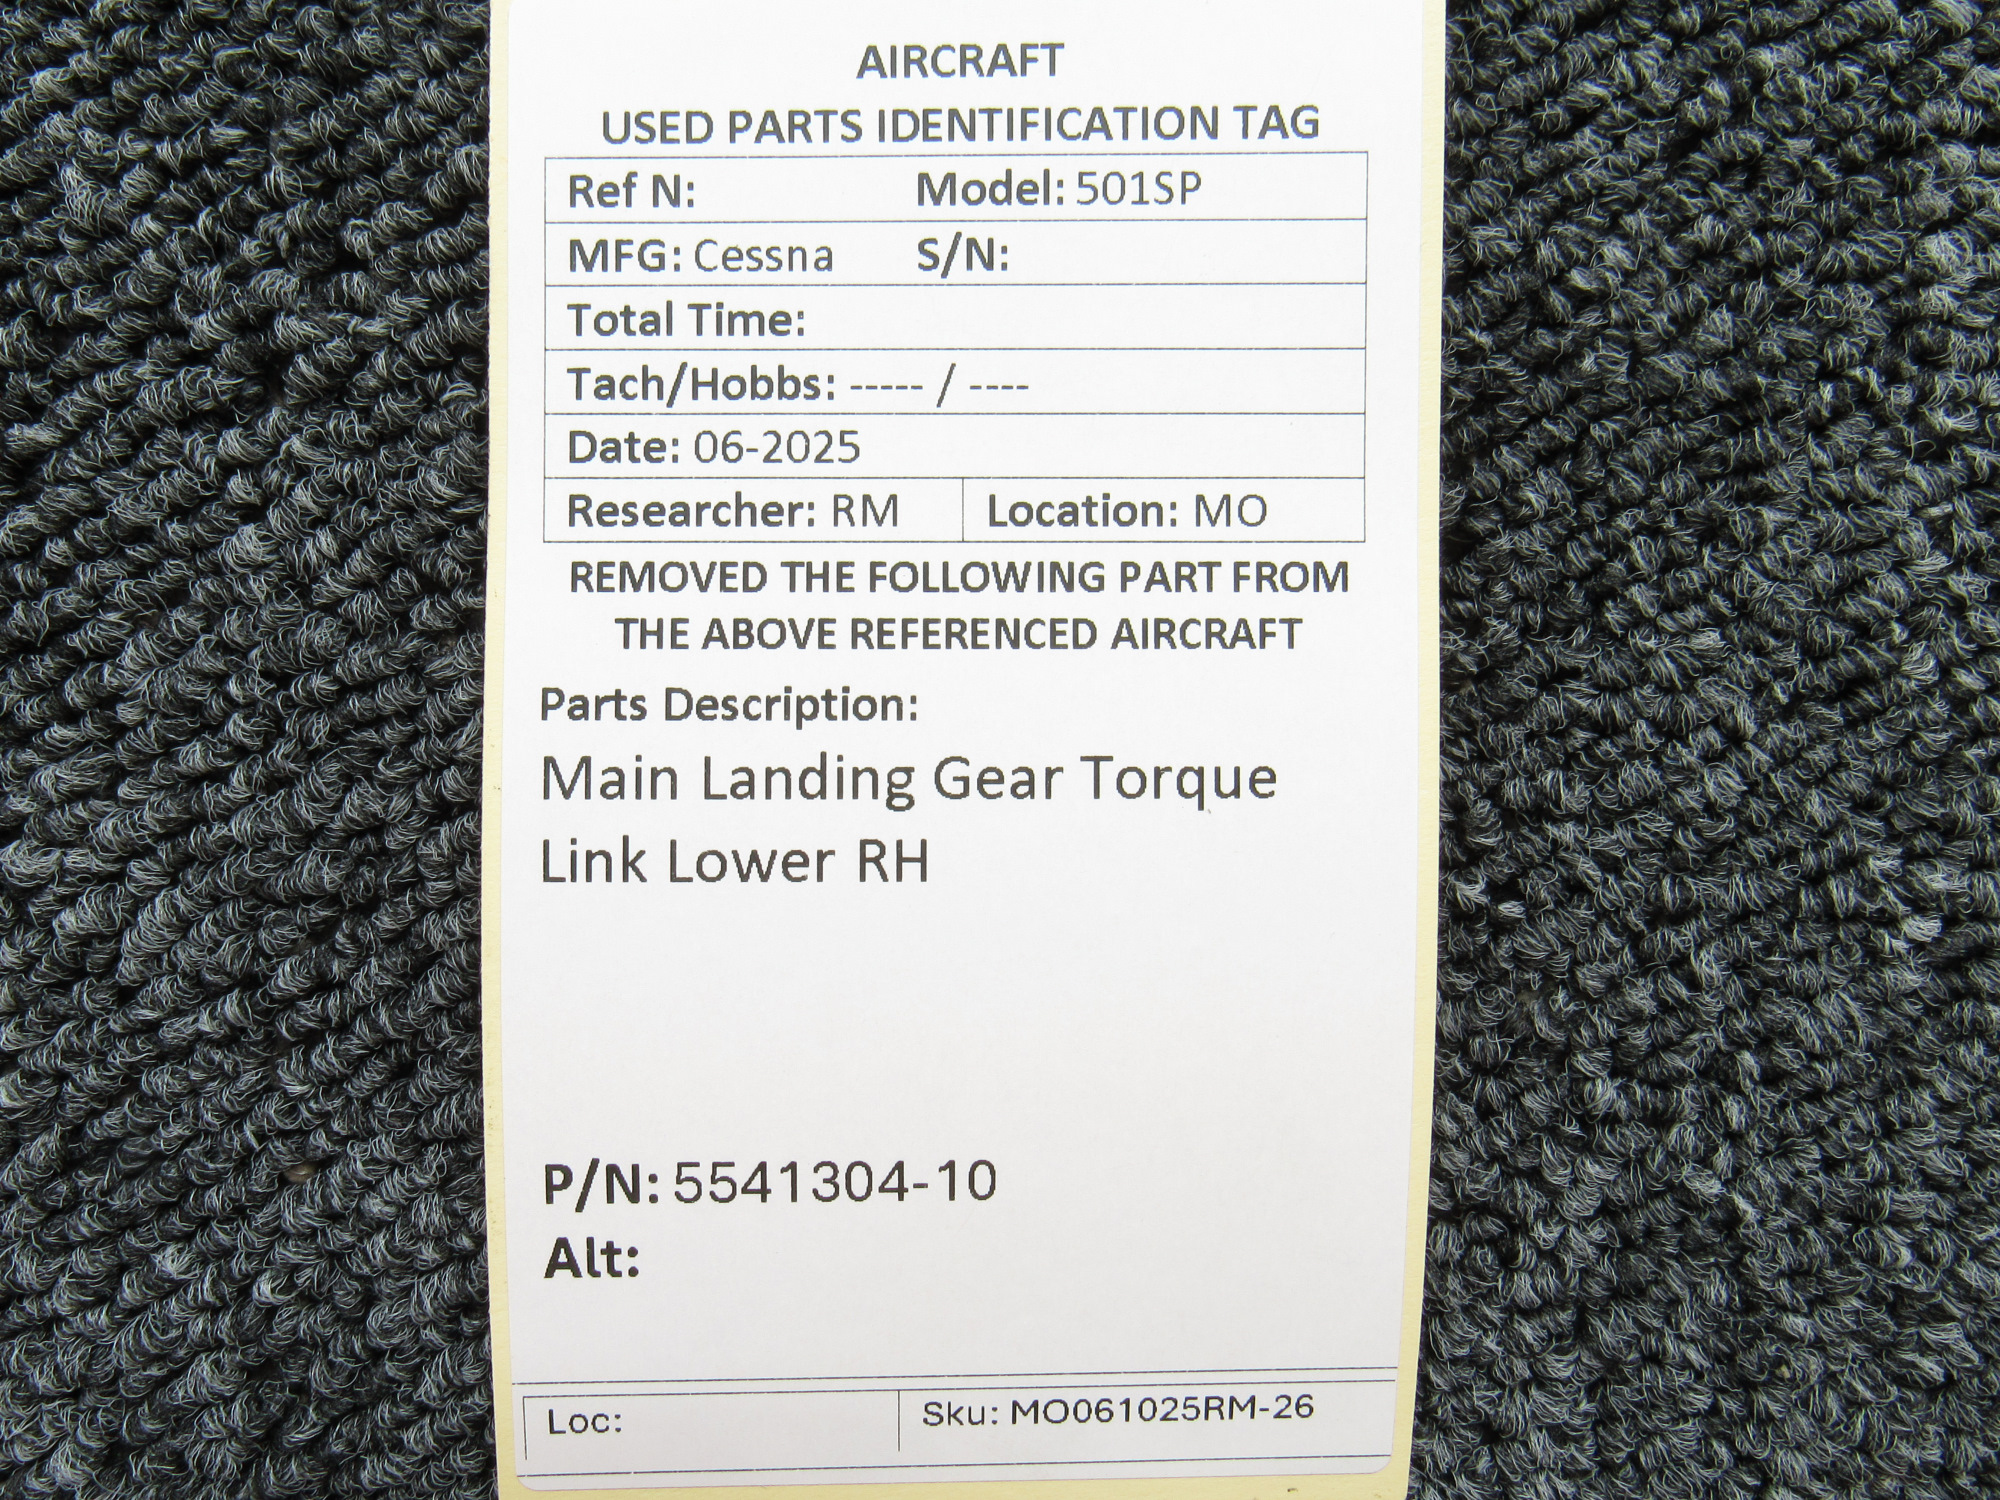 AIRCRAFT
USED PARTS IDENTIFICATION TAG
Ref N: Model: 501SP
MFG: Cessna S/N:
Total Time:
Tach/Hobbs: ----- / ----
Date: 06-2025
Researcher: RM Location: MO
REMOVED THE FOLLOWING PART FROM
THE ABOVE REFERENCED AIRCRAFT
Parts Description:
Main Landing Gear Torque
Link Lower RH
P/N: 5541304-10
Alt:
Loc: Sku: MO061025RM-26